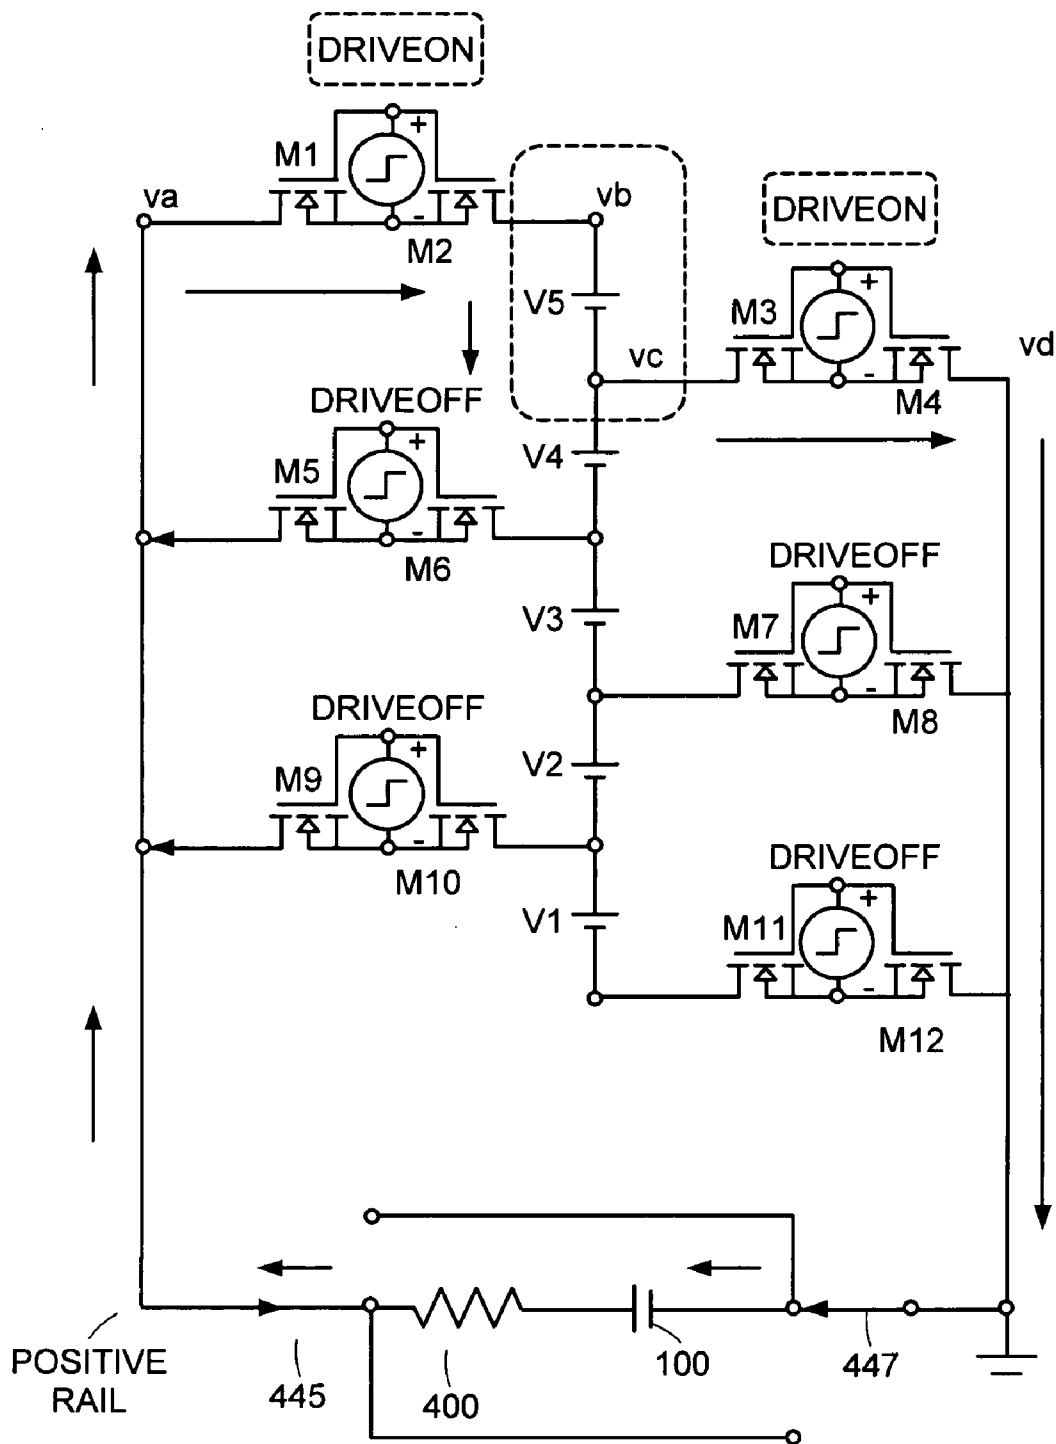 DRIVEON
+
M1
va
-
M2
vb
DRIVEON
+
V5
M3
vc
vd
-
M4
DRIVEOFF
+
V4
M5
-
M6
DRIVEOFF
+
V3
M7
-
M8
DRIVEOFF
+
V2
M9
-
M10
DRIVEOFF
+
V1
M11
-
M12
POSITIVE
RAIL
445
400
100
447